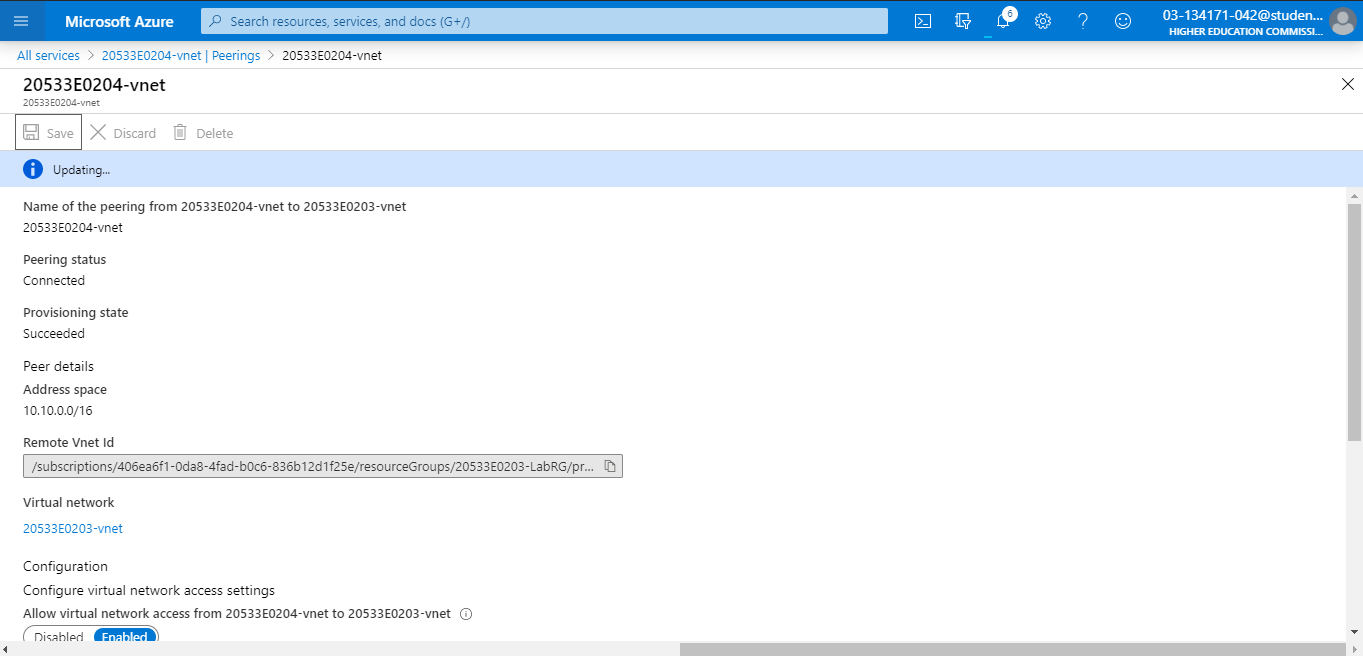 Microsoft Azure
Search resources, services, and docs (G+/)
6
?
03-134171-042@studen...
HIGHER EDUCATION COMMISSI...
All services > 20533E0204-vnet | Peerings > 20533E0204-vnet
20533E0204-vnet
20533E0204-vnet
Save Discard Delete
Updating...
Name of the peering from 20533E0204-vnet to 20533E0203-vnet
20533E0204-vnet
Peering status
Connected
Provisioning state
Succeeded
Peer details
Address space
10.10.0.0/16
Remote Vnet Id
/subscriptions/406ea6f1-0da8-4fad-b0c6-836b12d1f25e/resourceGroups/20533E0203-LabRG/pr...
Virtual network
20533E0203-vnet
Configuration
Configure virtual network access settings
Allow virtual network access from 20533E0204-vnet to 20533E0203-vnet
Disabled Enabled